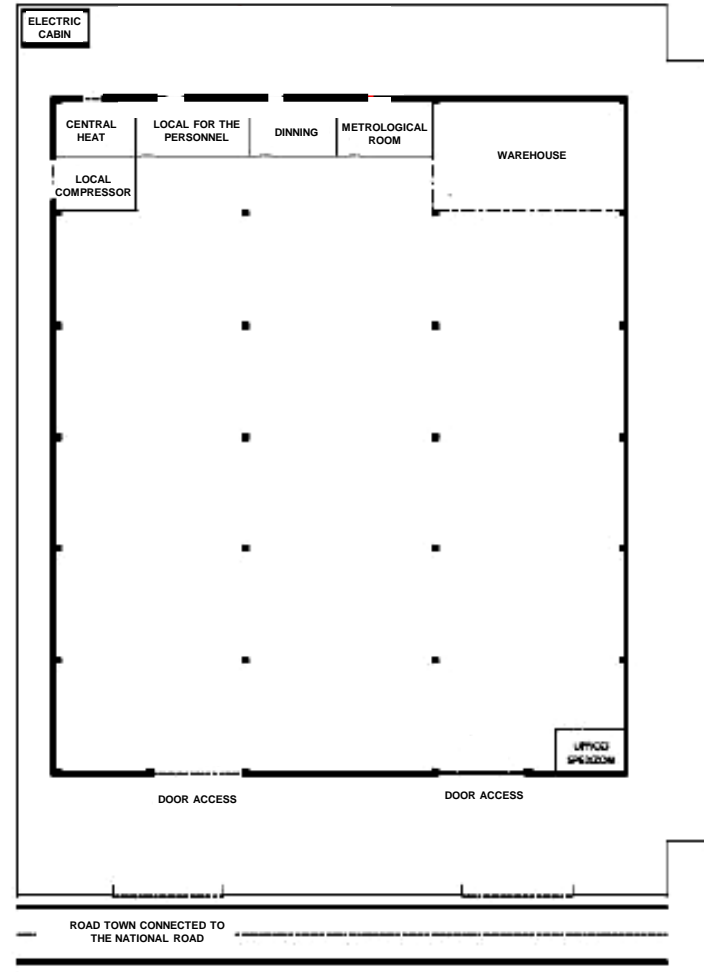 ELECTRIC
CABIN
CENTRAL
HEAT
LOCAL FOR THE
PERSONNEL
DINNING
METROLOGICAL
ROOM
WAREHOUSE
LOCAL
COMPRESSOR
DOOR ACCESS
DOOR ACCESS
ROAD TOWN CONNECTED TO
THE NATIONAL ROAD